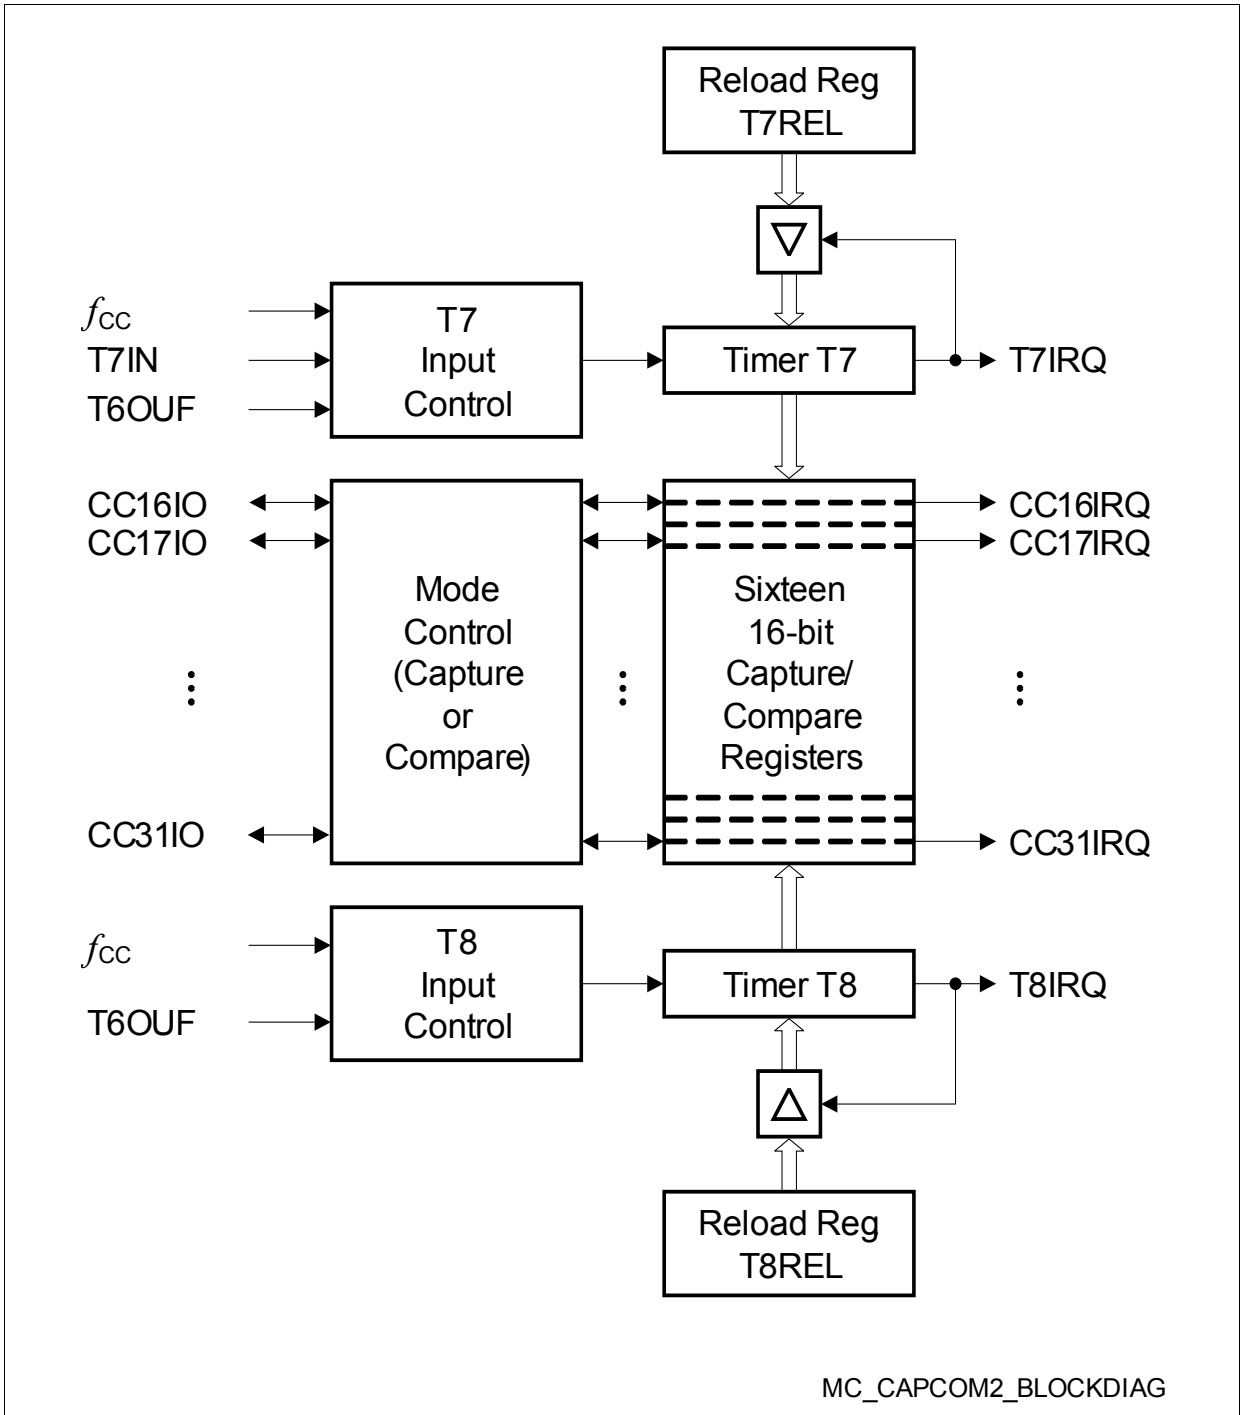 Reload Reg
T7REL
fCC
T7IN
T6OUF
T7
Input
Control
Timer T7
T7IRQ
CC16IO
CC17IO
CC31IO
Mode
Control
(Capture
or
Compare)
Sixteen
16-bit
Capture/
Compare
Registers
CC16IRQ
CC17IRQ
CC31IRQ
fCC
T6OUF
T8
Input
Control
Timer T8
T8IRQ
Reload Reg
T8REL
MC_CAPCOM2_BLOCKDIAG